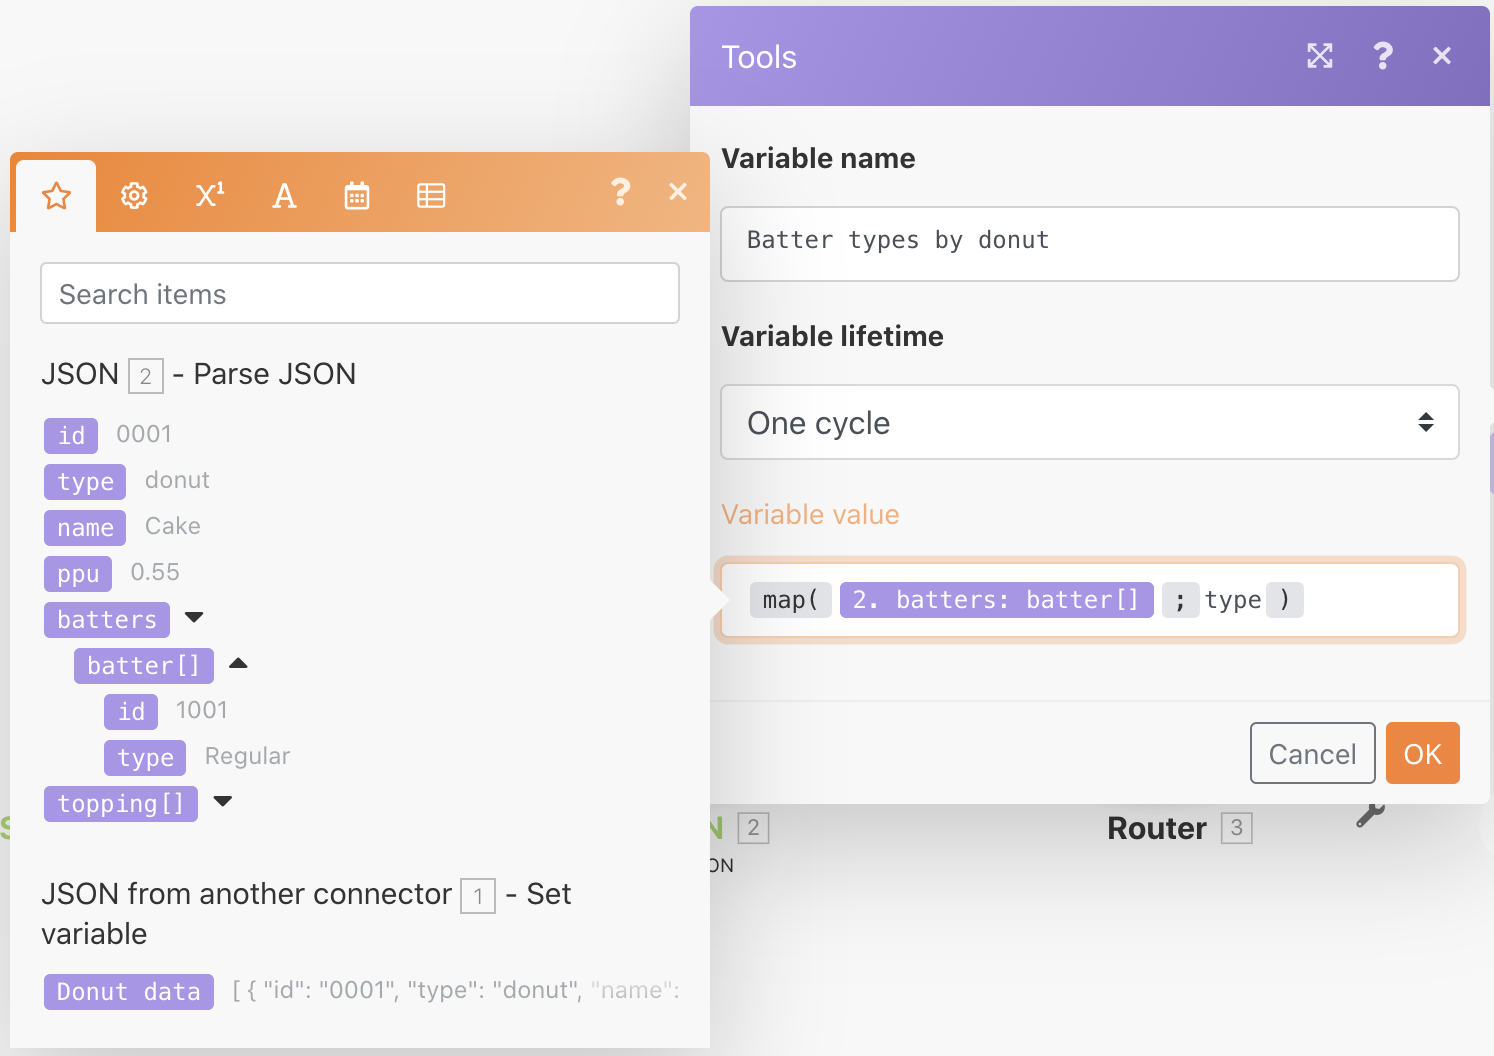 Tools
Variable name
Batter types by donut
Variable lifetime
One cycle
Variable value
map( 2. batters: batter[] ; type )
Cancel OK
X¹ A ?
Search items
JSON 2 - Parse JSON
id 0001
type donut
name Cake
ppu 0.55
batters
batter[]
id 1001
type Regular
topping[]
JSON from another connector 1 - Set
variable
Donut data [ { "id": "0001", "type": "donut", "name":
S
N 2
ON
Router 3